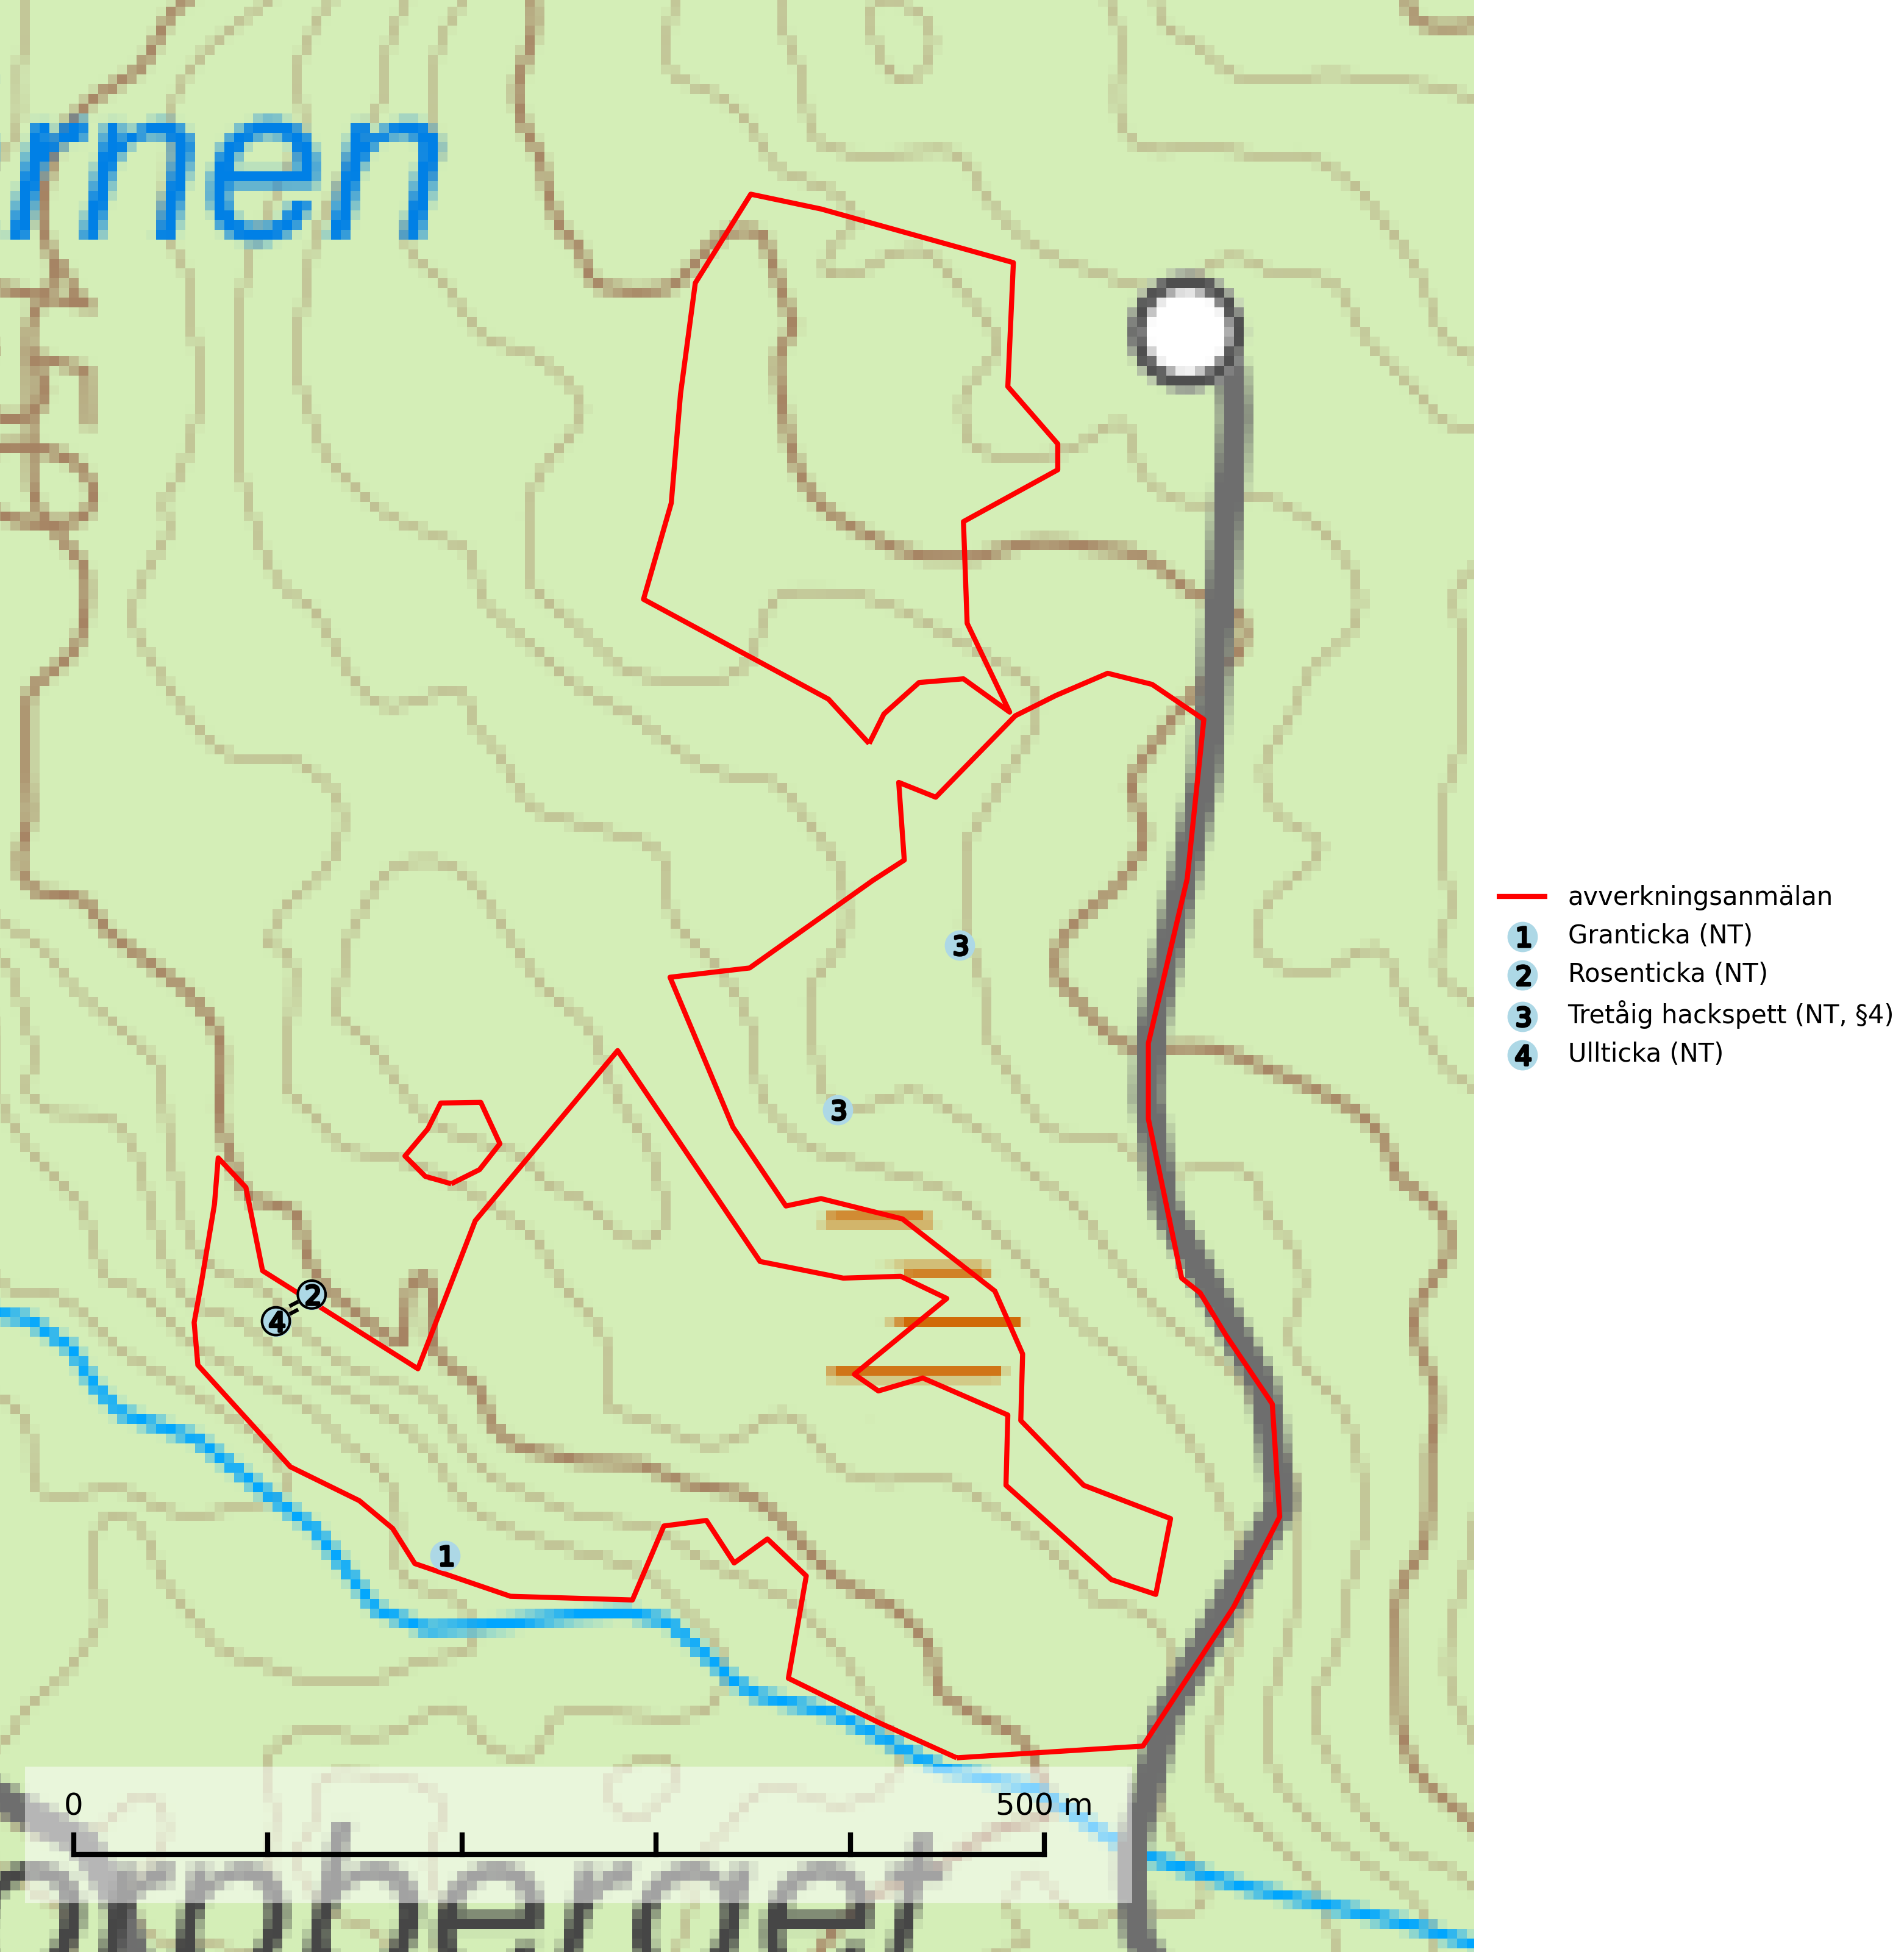 rnen
3
3
2
4
1
0 500 m
avverkningsanmälan
1 Granticka (NT)
2 Rosenticka (NT)
3 Tretåig hackspett (NT, §4)
4 Ullticka (NT)